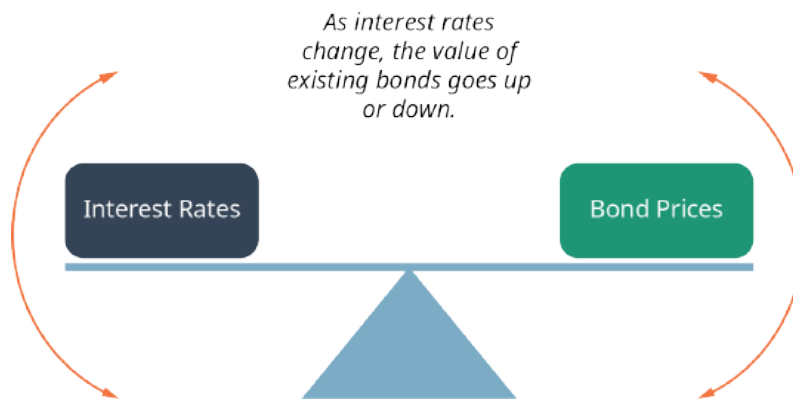 As interest rates
change, the value of
existing bonds goes up
or down.
Interest Rates
Bond Prices